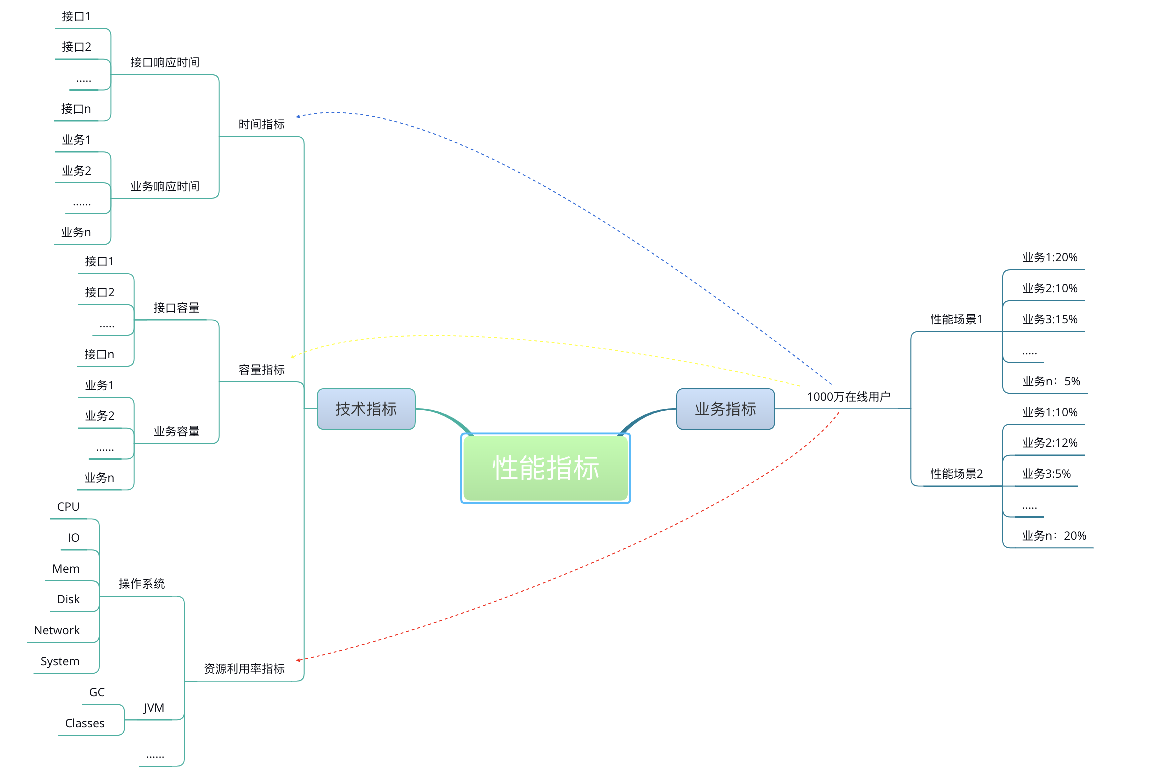 性能指标
技术指标
时间指标
接口响应时间
接口1
接口2
.....
接口n
业务响应时间
业务1
业务2
......
业务n
容量指标
接口容量
接口1
接口2
.....
接口n
业务容量
业务1
业务2
......
业务n
资源利用率指标
操作系统
CPU
IO
Mem
Disk
Network
System
JVM
GC
Classes
......
业务指标
1000万在线用户
性能场景1
业务1:20%
业务2:10%
业务3:15%
.....
业务n：5%
性能场景2
业务1:10%
业务2:12%
业务3:5%
.....
业务n：20%